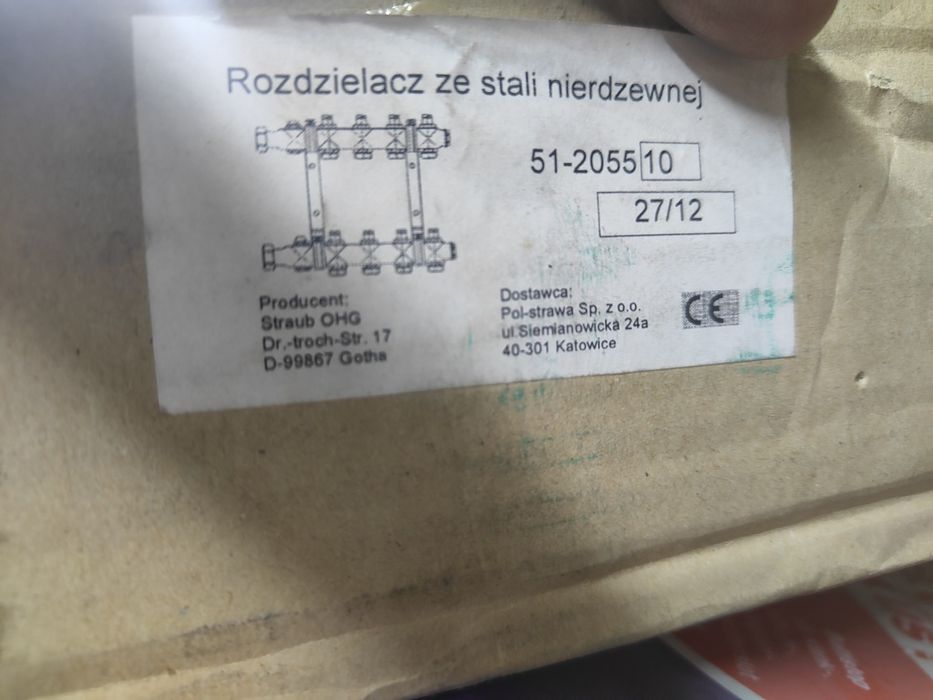 Rozdzielacz ze stali nierdzewnej
51-2055 10
27/12
Producent:
Straub OHG
Dr.-troch-Str. 17
D-99867 Gotha
Dostawca:
Pol-strawa Sp. z o.o.
ul Siemianowicka 24a
40-301 Katowice
CE